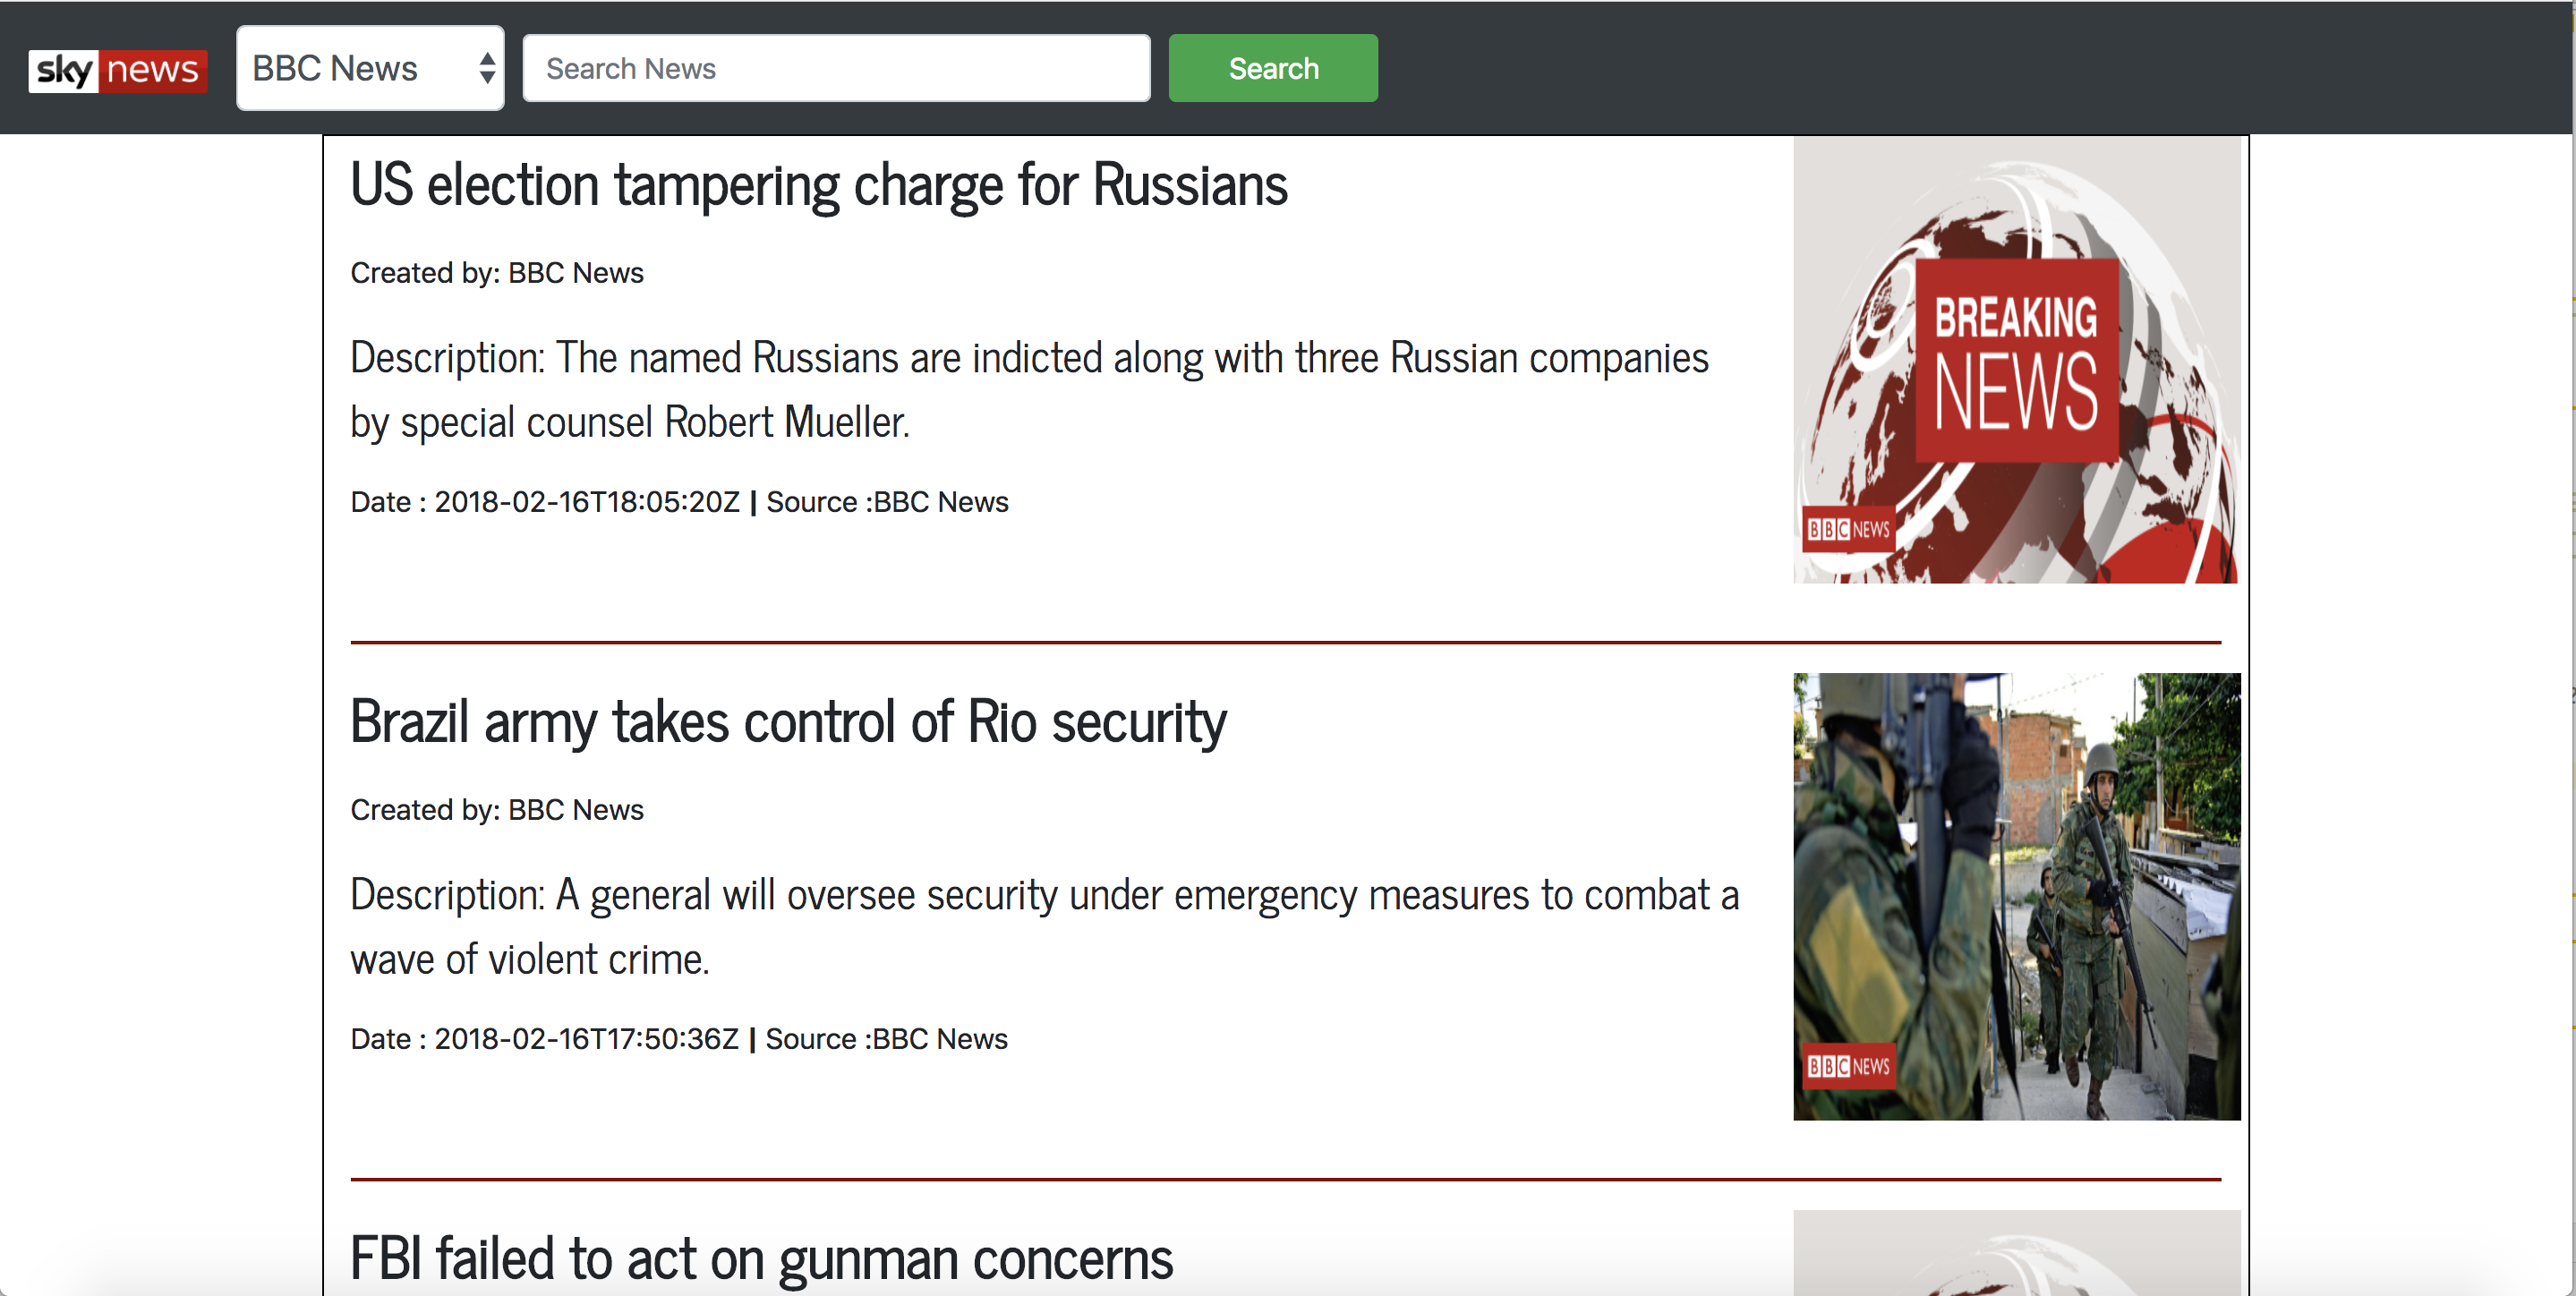 sky news
BBC News
Search News
Search
US election tampering charge for Russians
Created by: BBC News
Description: The named Russians are indicted along with three Russian companies
by special counsel Robert Mueller.
Date : 2018-02-16T18:05:20Z | Source :BBC News
BREAKING
NEWS
BBC NEWS
Brazil army takes control of Rio security
Created by: BBC News
Description: A general will oversee security under emergency measures to combat a
wave of violent crime.
Date : 2018-02-16T17:50:36Z | Source :BBC News
BBC NEWS
FBI failed to act on gunman concerns